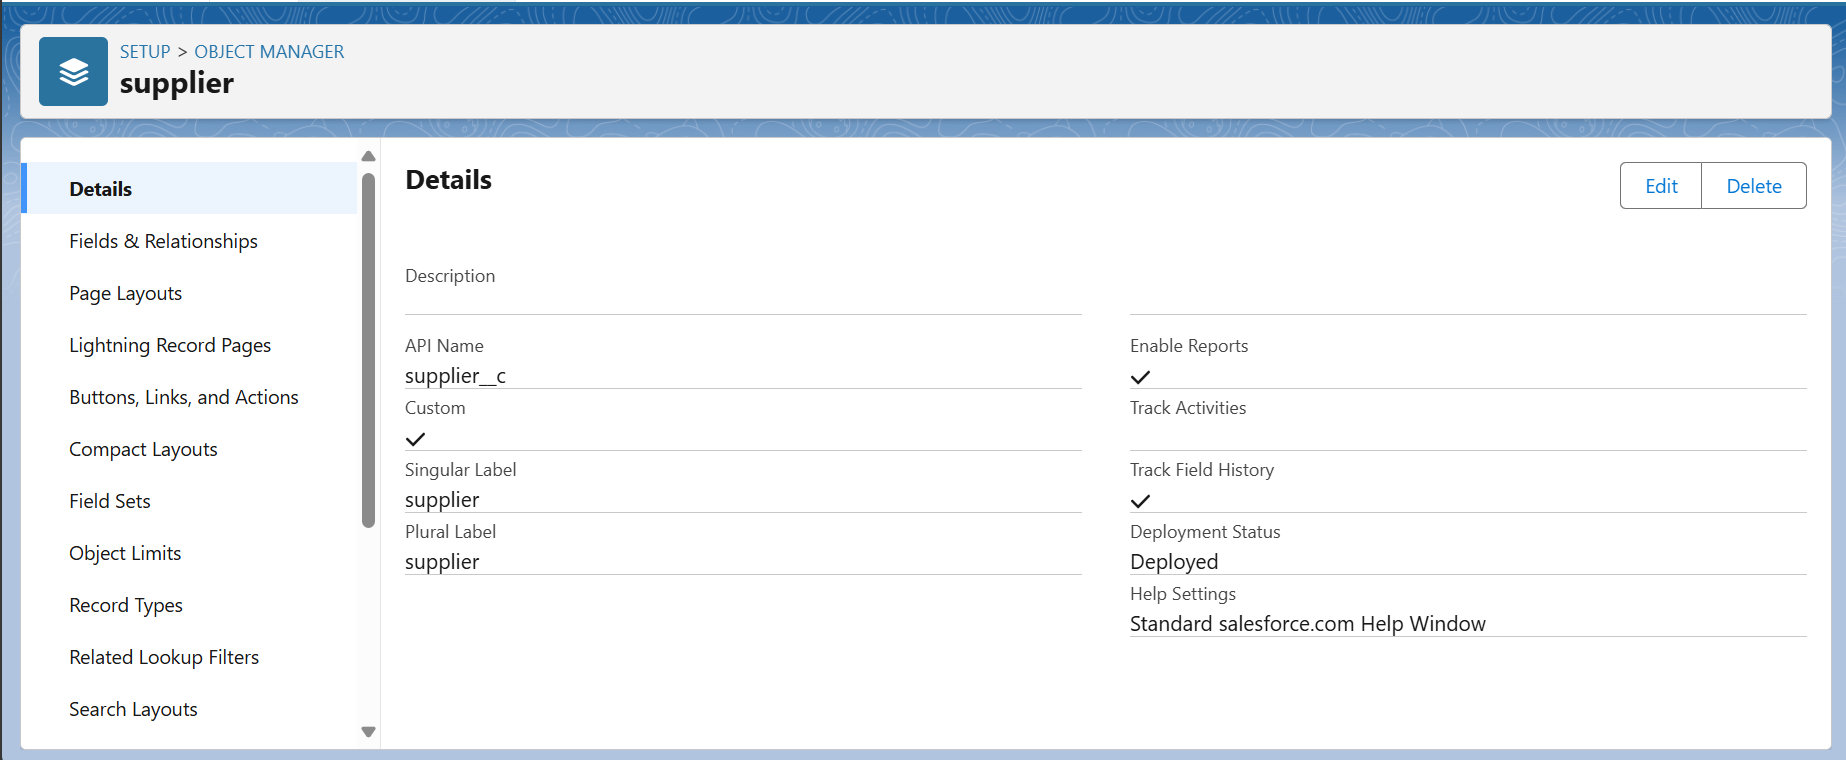 SETUP > OBJECT MANAGER
supplier
Details
Fields & Relationships
Page Layouts
Lightning Record Pages
Buttons, Links, and Actions
Compact Layouts
Field Sets
Object Limits
Record Types
Related Lookup Filters
Search Layouts
Details
Edit
Delete
Description
API Name
supplier__c
Custom
Singular Label
supplier
Plural Label
supplier
Enable Reports
Track Activities
Track Field History
Deployment Status
Deployed
Help Settings
Standard salesforce.com Help Window